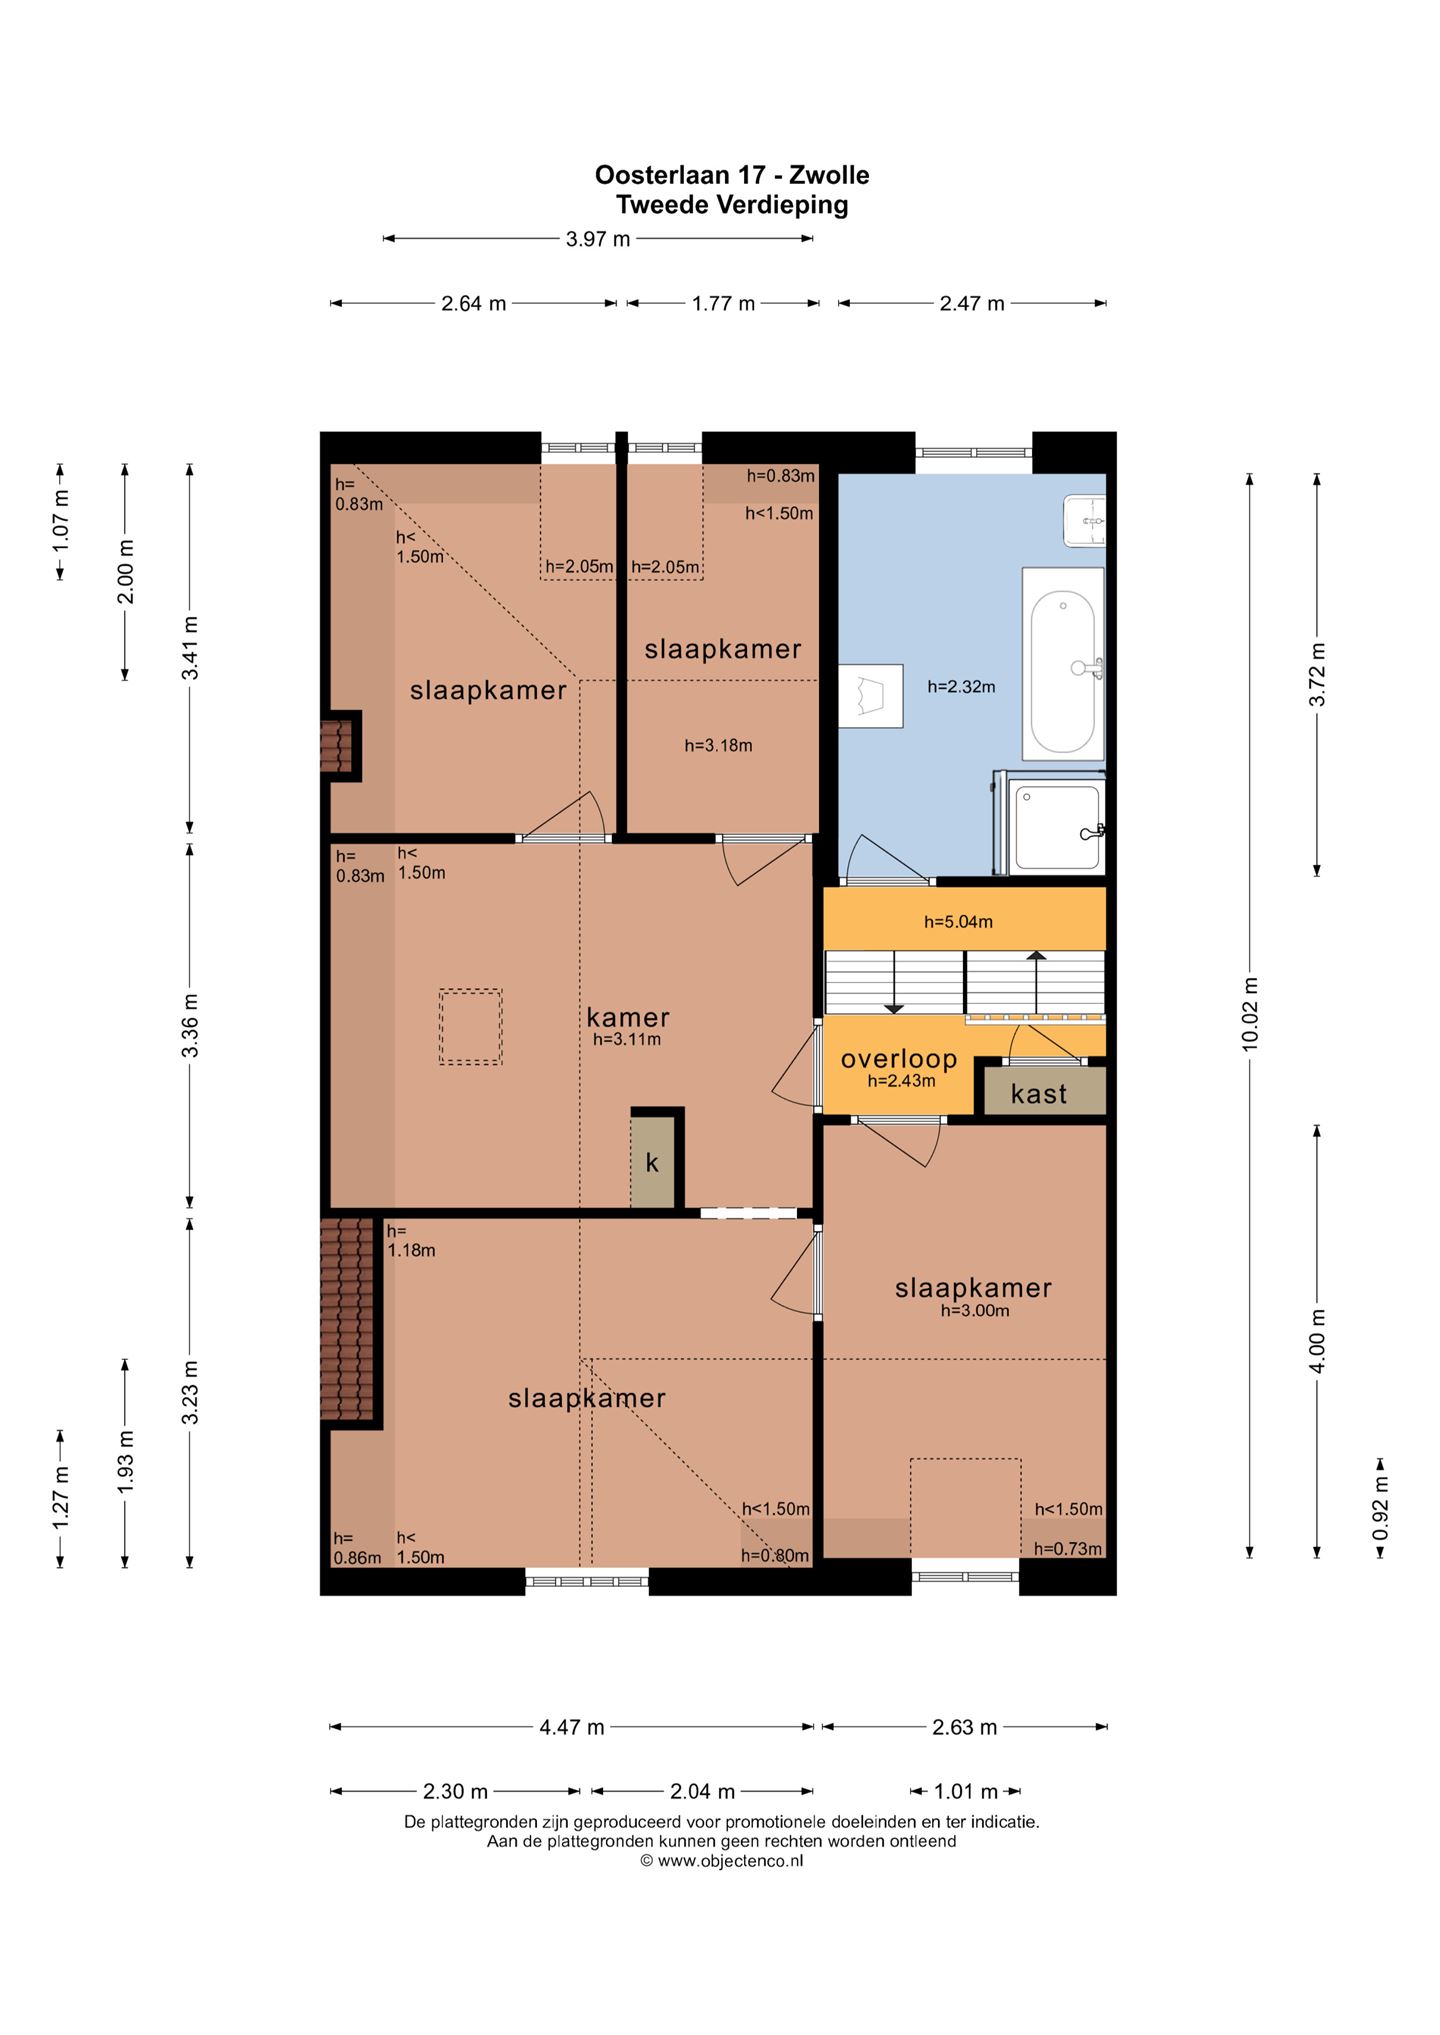 Oosterlaan 17 - Zwolle
Tweede Verdieping
3.97 m
2.64 m
1.77 m
2.47 m
1.07 m
2.00 m
3.41 m
3.36 m
3.23 m
1.93 m
1.27 m
h=
0.83m
h<
1.50m
h=2.05m
slaapkamer
h=2.05m
h=0.83m
h<1.50m
slaapkamer
h=3.18m
h=2.32m
h=
0.83m
h<
1.50m
kamer
h=3.11m
k
h=5.04m
overloop
h=2.43m
kast
h=
1.18m
slaapkamer
h=
0.86m
h<
1.50m
h<1.50m
h=0.80m
slaapkamer
h=3.00m
h<1.50m
h=0.73m
10.02 m
3.72 m
4.00 m
0.92 m
4.47 m
2.63 m
2.30 m
2.04 m
1.01 m
De plattegronden zijn geproduceerd voor promotionele doeleinden en ter indicatie.
Aan de plattegronden kunnen geen rechten worden ontleend
© www.objectenco.nl